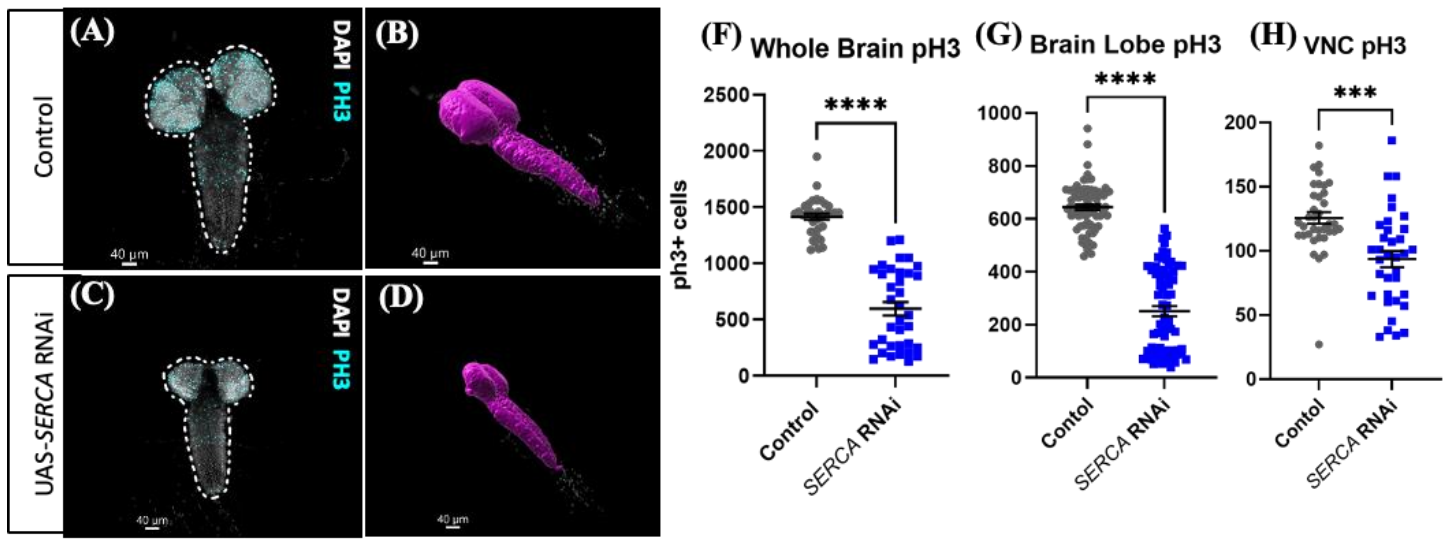 Control
(A)
DAPI PH3
40 µm
(B)
40 µm
UAS-SERCA RNAi
(C)
DAPI PH3
40 µm
(D)
40 µm
(F) Whole Brain pH3
ph3+ cells
****
2500
2000
1500
1000
500
0
Control
SERCA RNAi
(G) Brain Lobe pH3
****
1000
800
600
400
200
0
Contol
SERCA RNAi
(H) VNC pH3
***
200
150
100
50
0
Control
SERCA RNAi